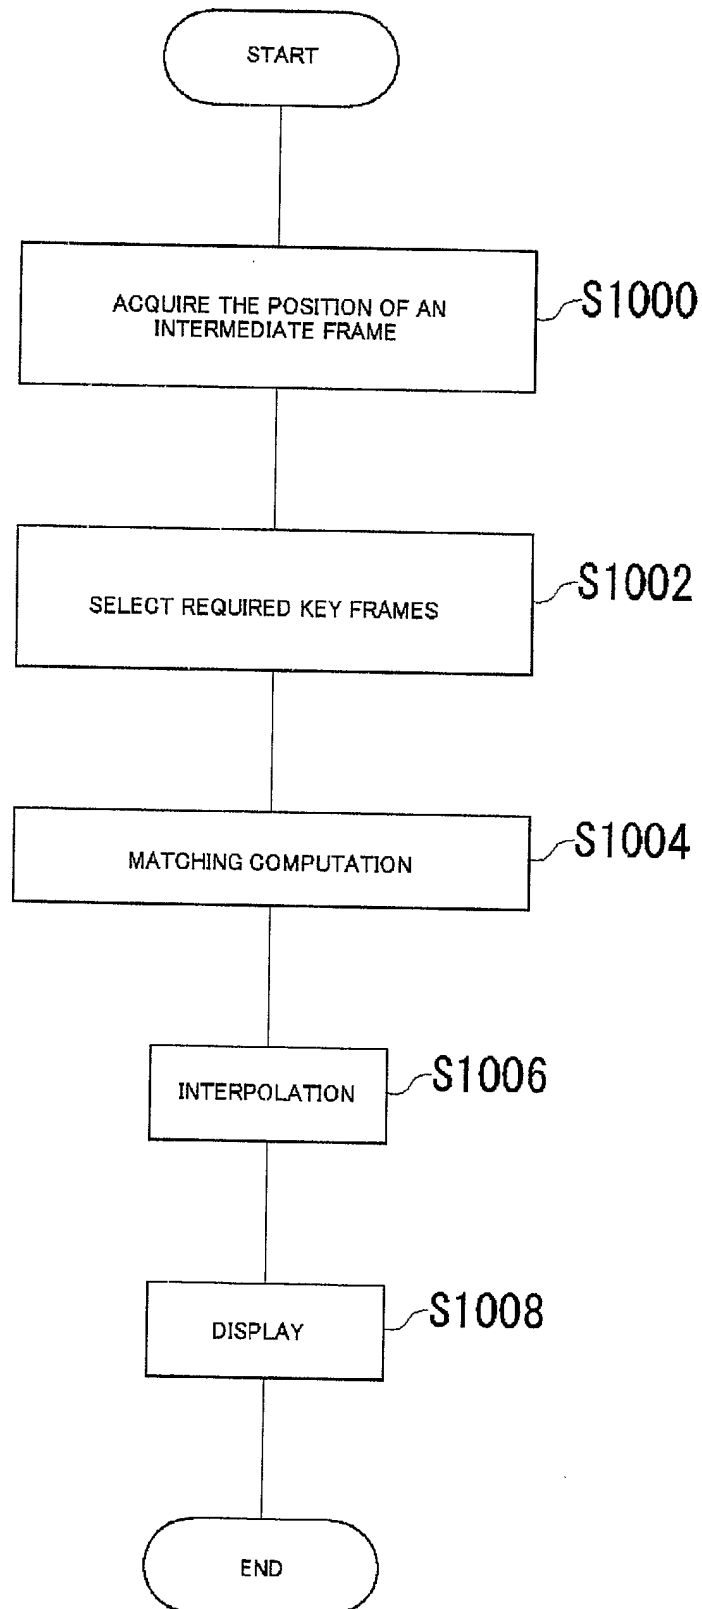 START
ACQUIRE THE POSITION OF AN
INTERMEDIATE FRAME
S1000
SELECT REQUIRED KEY FRAMES
S1002
MATCHING COMPUTATION
S1004
INTERPOLATION
S1006
DISPLAY
S1008
END